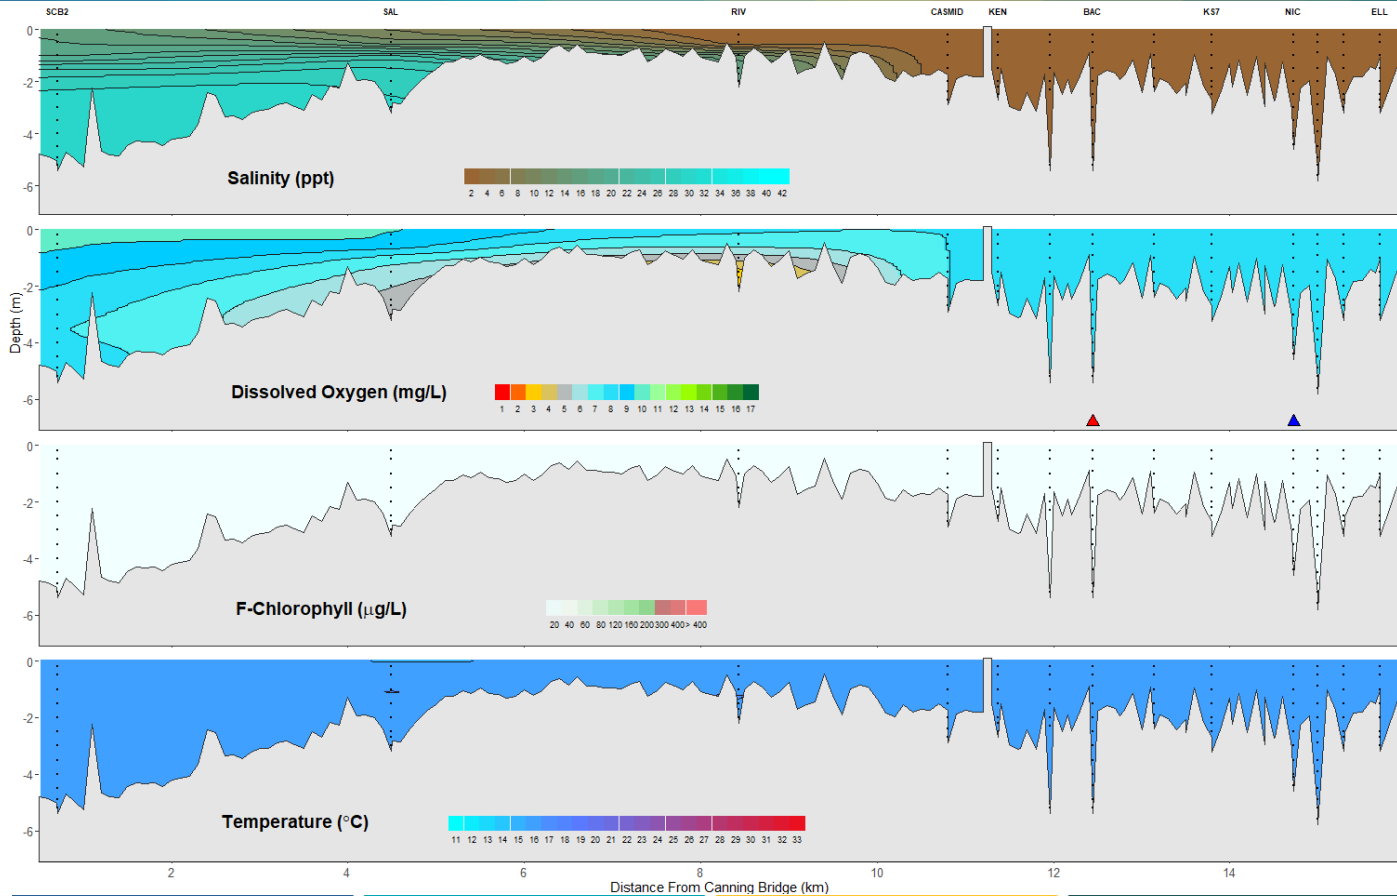 SCB2 SAL RIV CASMID KEN BAC KS7 NIC ELL
0
-2
-4
-6
Salinity (ppt)
2 4 6 8 10 12 14 16 18 20 22 24 26 28 30 32 34 36 38 40 42
0
-2
-4
-6
Depth (m)
Dissolved Oxygen (mg/L)
1 2 3 4 5 6 7 8 9 10 11 12 13 14 15 16 17
0
-2
-4
-6
F-Chlorophyll (µg/L)
20 40 60 80 120 160 200 300 400 > 400
0
-2
-4
-6
Temperature (°C)
11 12 13 14 15 16 17 18 19 20 21 22 23 24 25 26 27 28 29 30 31 32 33
2 4 6 8 10 12 14
Distance From Canning Bridge (km)